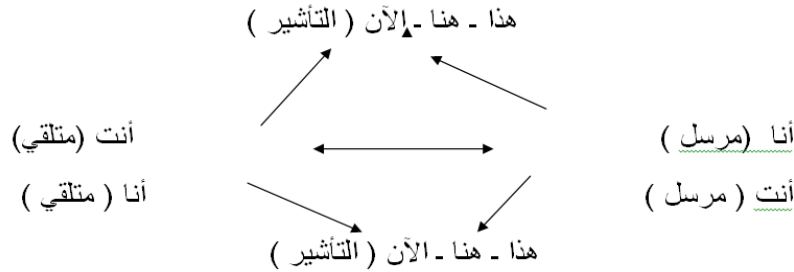 هذا - هنا - الآن ( التأشير )
أنا (مرسل ) أنت (متلقي)
أنت ( مرسل ) أنا ( متلقي )
هذا - هنا - الآن ( التأشير )